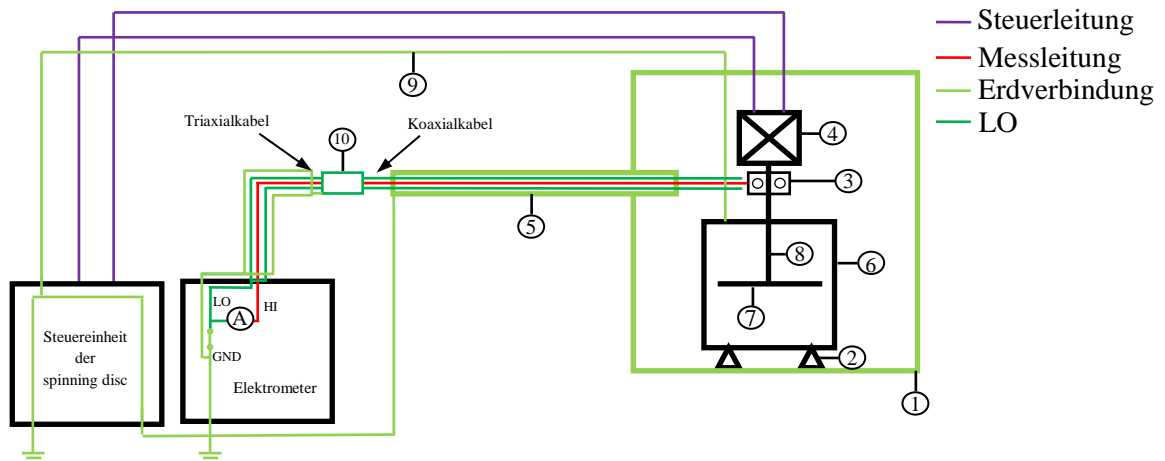 Steuerleitung
Messleitung
Erdverbindung
LO
9
Triaxialkabel
10
Koaxialkabel
4
3
5
8
6
7
2
1
LO
A
HI
GND
Elektrometer
Steuereinheit
der
spinning disc